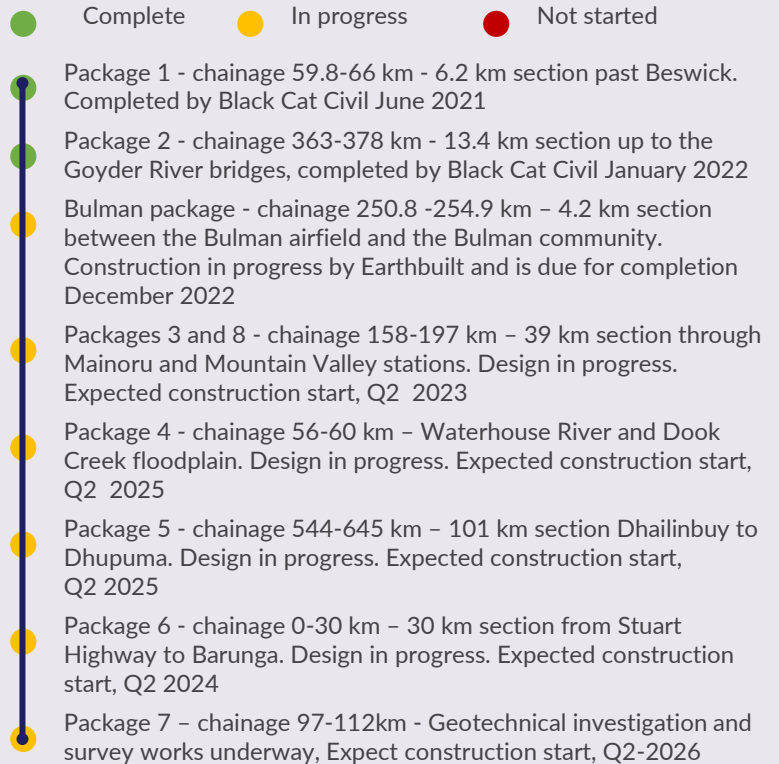 Complete In progress Not started
Package 1 - chainage 59.8-66 km - 6.2 km section past Beswick.
Completed by Black Cat Civil June 2021
Package 2 - chainage 363-378 km - 13.4 km section up to the
Goyder River bridges, completed by Black Cat Civil January 2022
Bulman package - chainage 250.8 -254.9 km – 4.2 km section
between the Bulman airfield and the Bulman community.
Construction in progress by Earthbuilt and is due for completion
December 2022
Packages 3 and 8 - chainage 158-197 km – 39 km section through
Mainoru and Mountain Valley stations. Design in progress.
Expected construction start, Q2  2023
Package 4 - chainage 56-60 km – Waterhouse River and Dook
Creek floodplain. Design in progress. Expected construction start,
Q2  2025
Package 5 - chainage 544-645 km – 101 km section Dhailinbuy to
Dhupuma. Design in progress. Expected construction start,
Q2 2025
Package 6 - chainage 0-30 km – 30 km section from Stuart
Highway to Barunga. Design in progress. Expected construction
start, Q2 2024
Package 7 – chainage 97-112km - Geotechnical investigation and
survey works underway, Expect construction start, Q2-2026